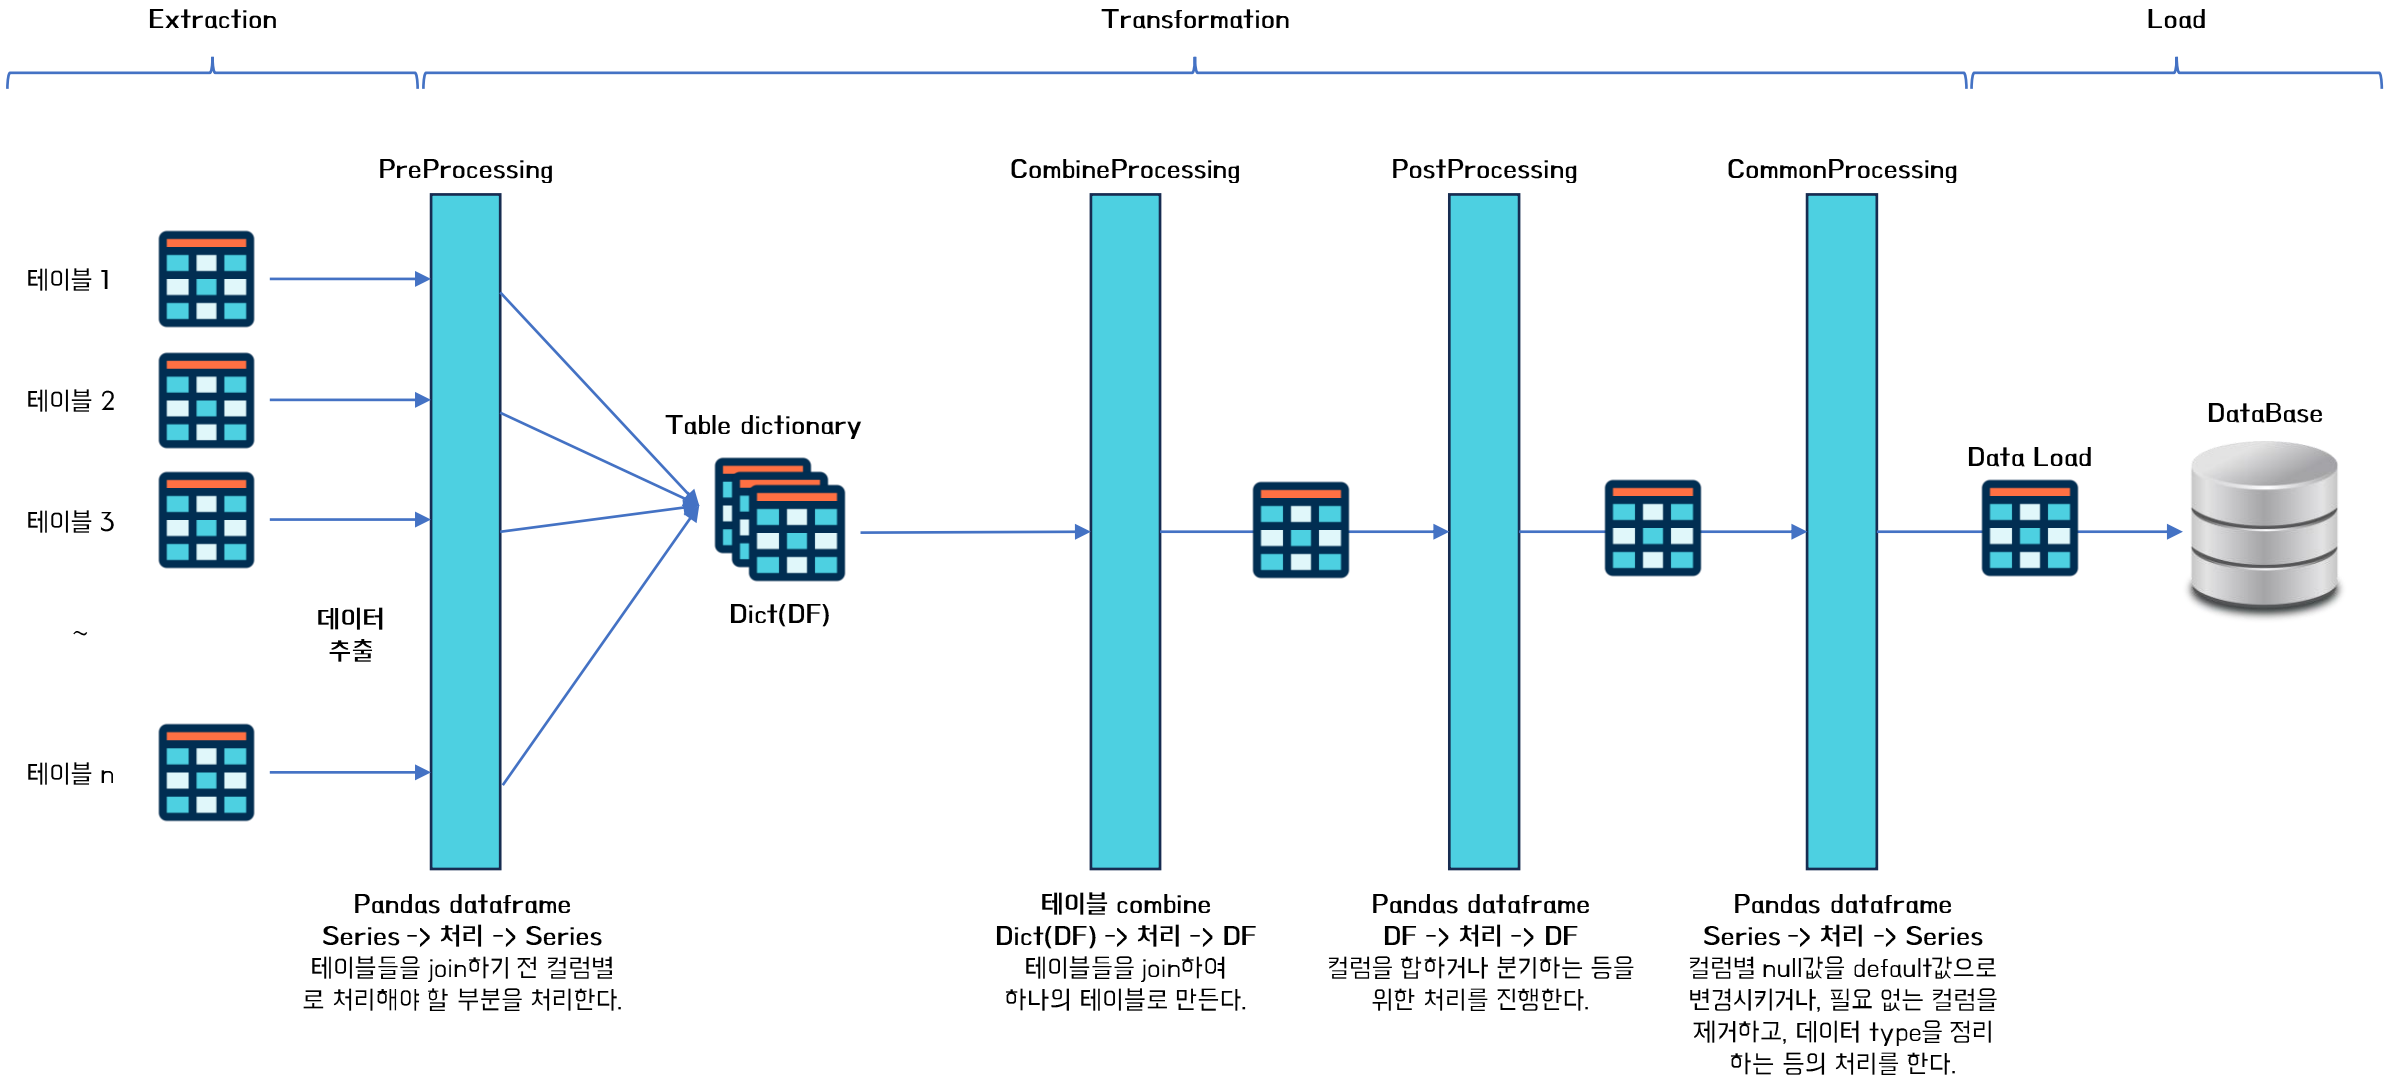 Extraction
Transformation
Load
PreProcessing
CombineProcessing
PostProcessing
CommonProcessing
테이블 1
테이블 2
테이블 3
~
테이블 n
데이터
추출
Table dictionary
Dict(DF)
Data Load
DataBase
Pandas dataframe
Series -> 처리 -> Series
테이블들을 join하기 전 컬럼별
로 처리해야 할 부분을 처리한다.
테이블 combine
Dict(DF) -> 처리 -> DF
테이블들을 join하여
하나의 테이블로 만든다.
Pandas dataframe
DF -> 처리 -> DF
컬럼을 합하거나 분기하는 등을
위한 처리를 진행한다.
Pandas dataframe
Series -> 처리 -> Series
컬럼별 null값을 default값으로
변경시키거나, 필요 없는 컬럼을
제거하고, 데이터 type을 정리
하는 등의 처리를 한다.